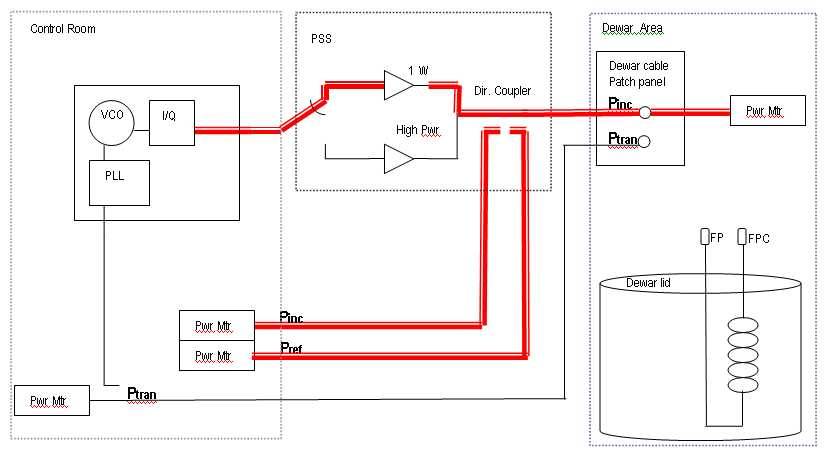 Control Room
PSS
Dewar Area
1 W
Dewar cable
Patch panel
Dir. Coupler
Pinc
VCO
I/Q
Pwr Mtr
High Pwr
Ptran
PLL
FP
FPC
Dewar lid
Pinc
Pwr Mtr
Pref
Pwr Mtr
Ptran
Pwr Mtr